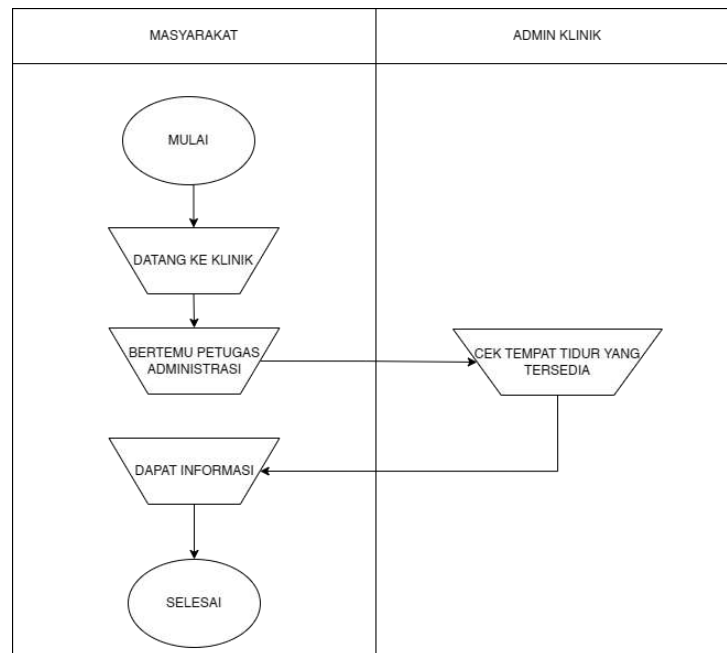 MASYARAKAT
ADMIN KLINIK
MULAI
DATANG KE KLINIK
BERTEMU PETUGAS
ADMINISTRASI
CEK TEMPAT TIDUR YANG
TERSEDIA
DAPAT INFORMASI
SELESAI